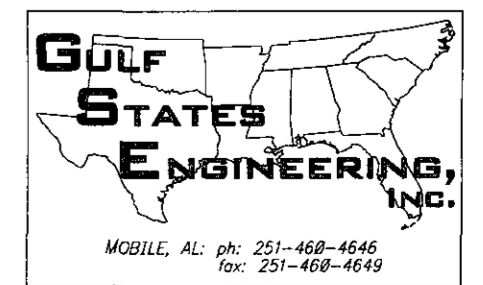 GULF
STATES
ENGINEERING,
INC.
MOBILE, AL: ph: 251-460-4646
fax: 251-460-4649